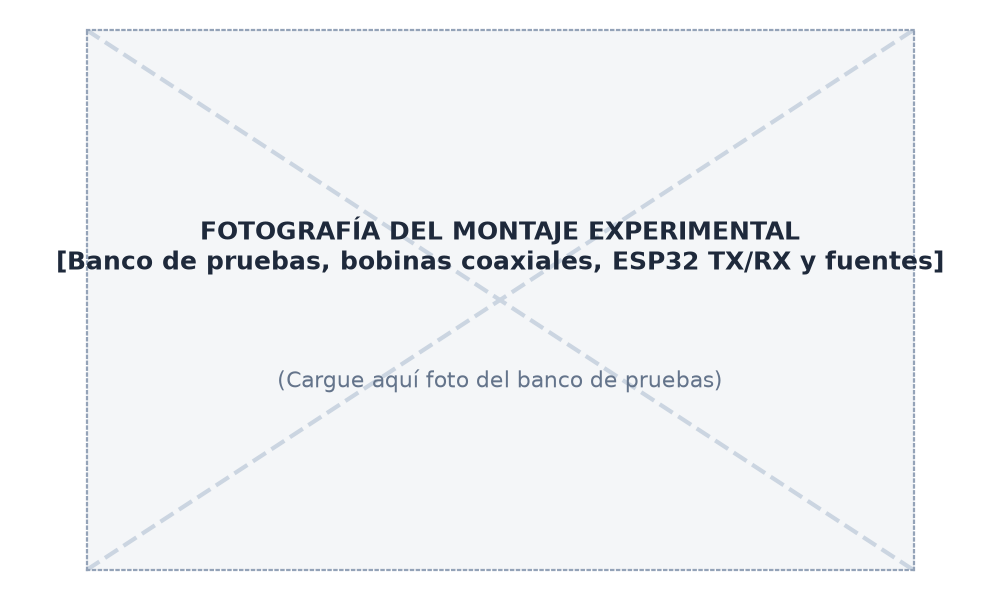 FOTOGRAFÍA DEL MONTAJE EXPERIMENTAL
[Banco de pruebas, bobinas coaxiales, ESP32 TX/RX y fuentes]
(Cargue aquí foto del banco de pruebas)